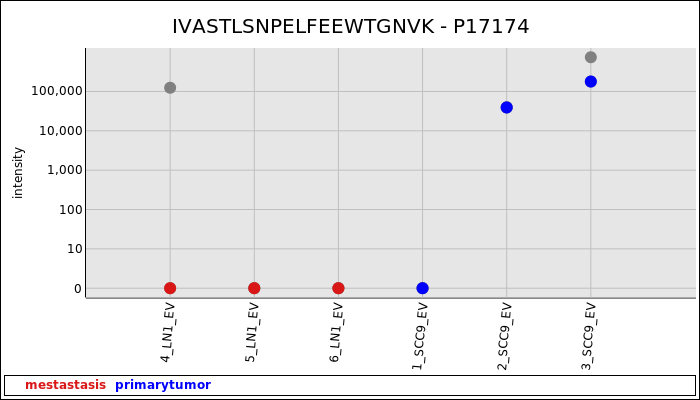 IVASTLSNPELFEEWTGNVK - P17174
intensity
100,000
10,000
1,000
100
10
0
4_LN1_EV
5_LN1_EV
6_LN1_EV
1_SCC9_EV
2_SCC9_EV
3_SCC9_EV
mestastasis primarytumor